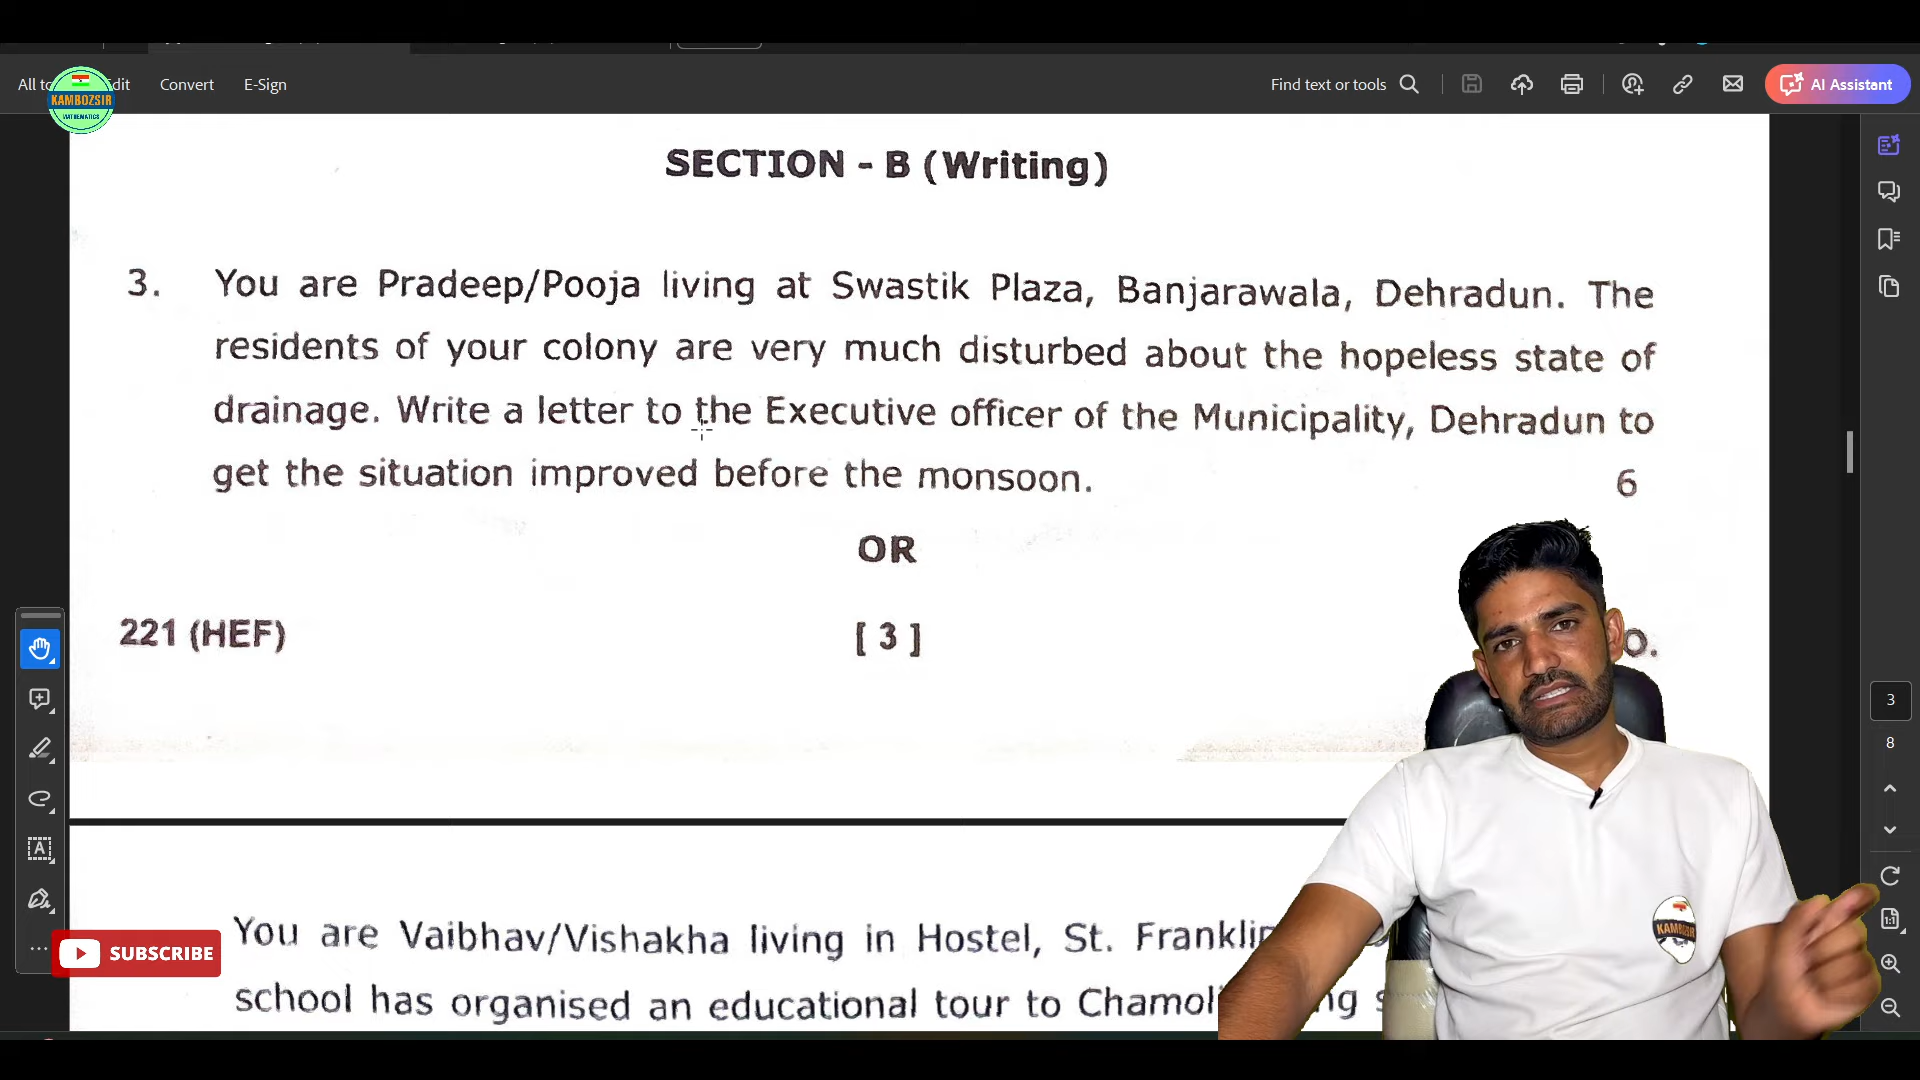 All to
Edit
Convert
E-Sign
Find text or tools
AI Assistant
KAMBOZSIR
MATHEMATICS
SECTION - B (Writing)
3. You are Pradeep/Pooja living at Swastik Plaza, Banjarawala, Dehradun. The
residents of your colony are very much disturbed about the hopeless state of
drainage. Write a letter to the Executive officer of the Municipality, Dehradun to
get the situation improved before the monsoon. 6
OR
221 (HEF) [ 3 ] O.
3
8
You are Vaibhav/Vishakha living in Hostel, St. Franklin
school has organised an educational tour to Chamoli
SUBSCRIBE
KAMBOZSIR